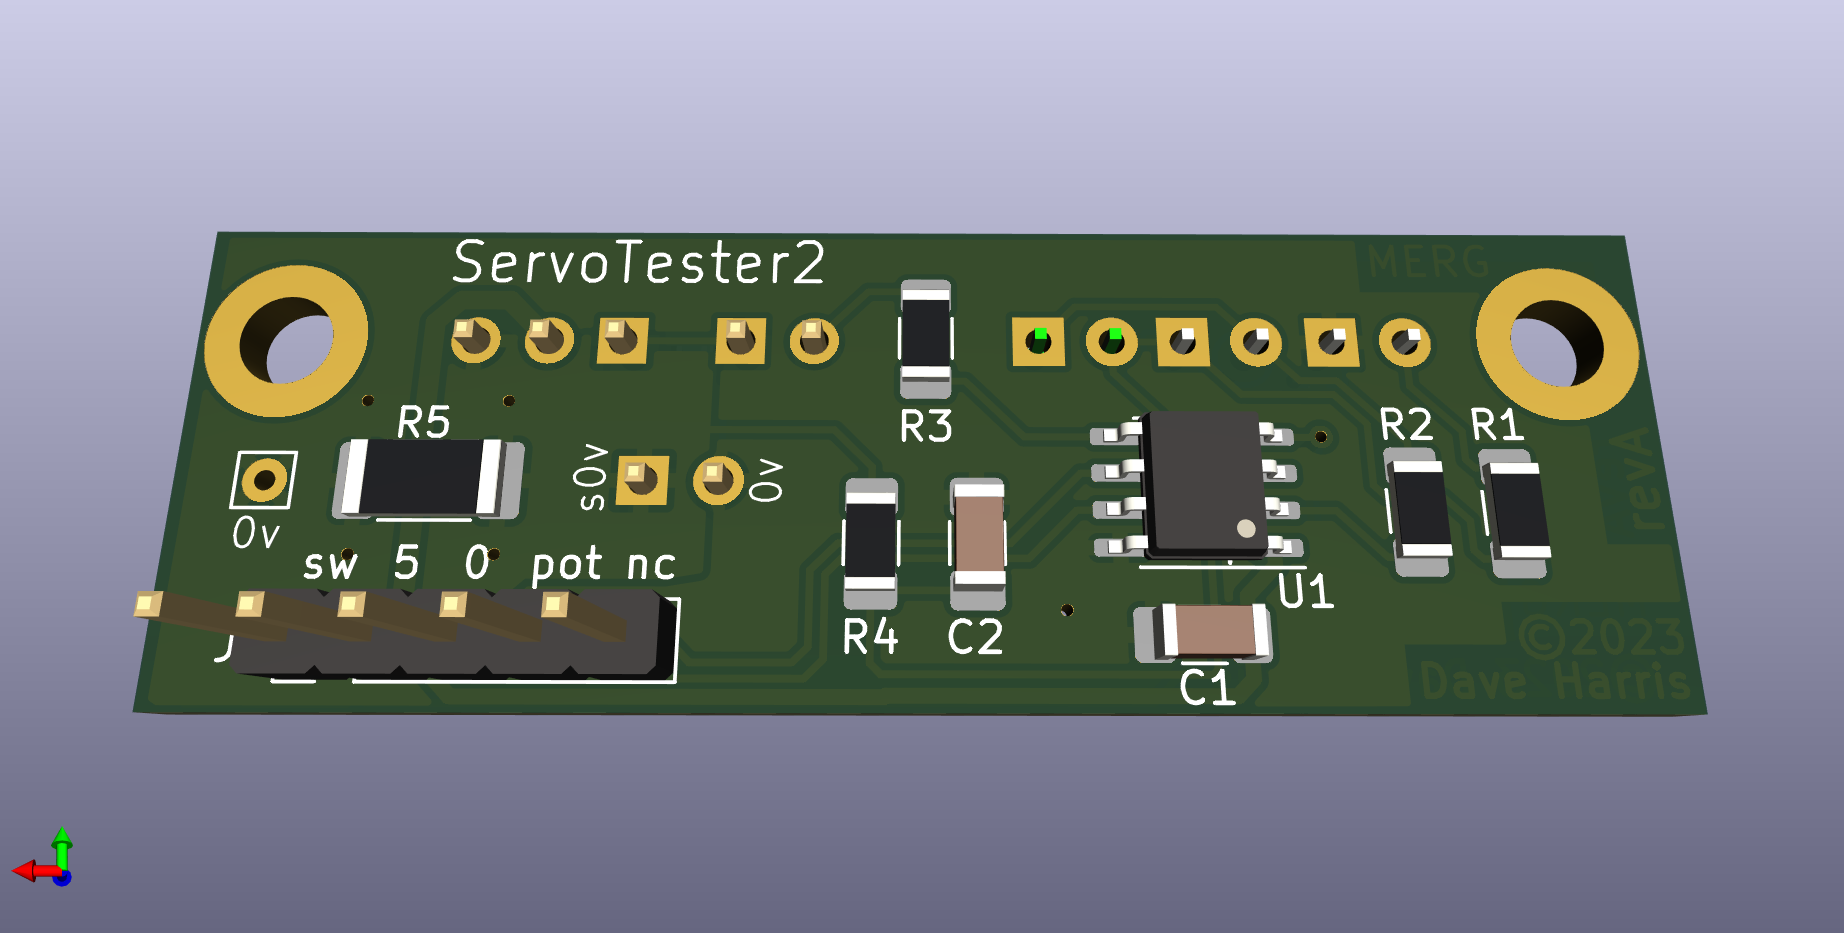 ServoTester2
MERG
R5
R3
R2
R1
s0v
0v
revA
0v
sw 5 0 pot nc
U1
J
R4
C2
©2023
C1
Dave Harris